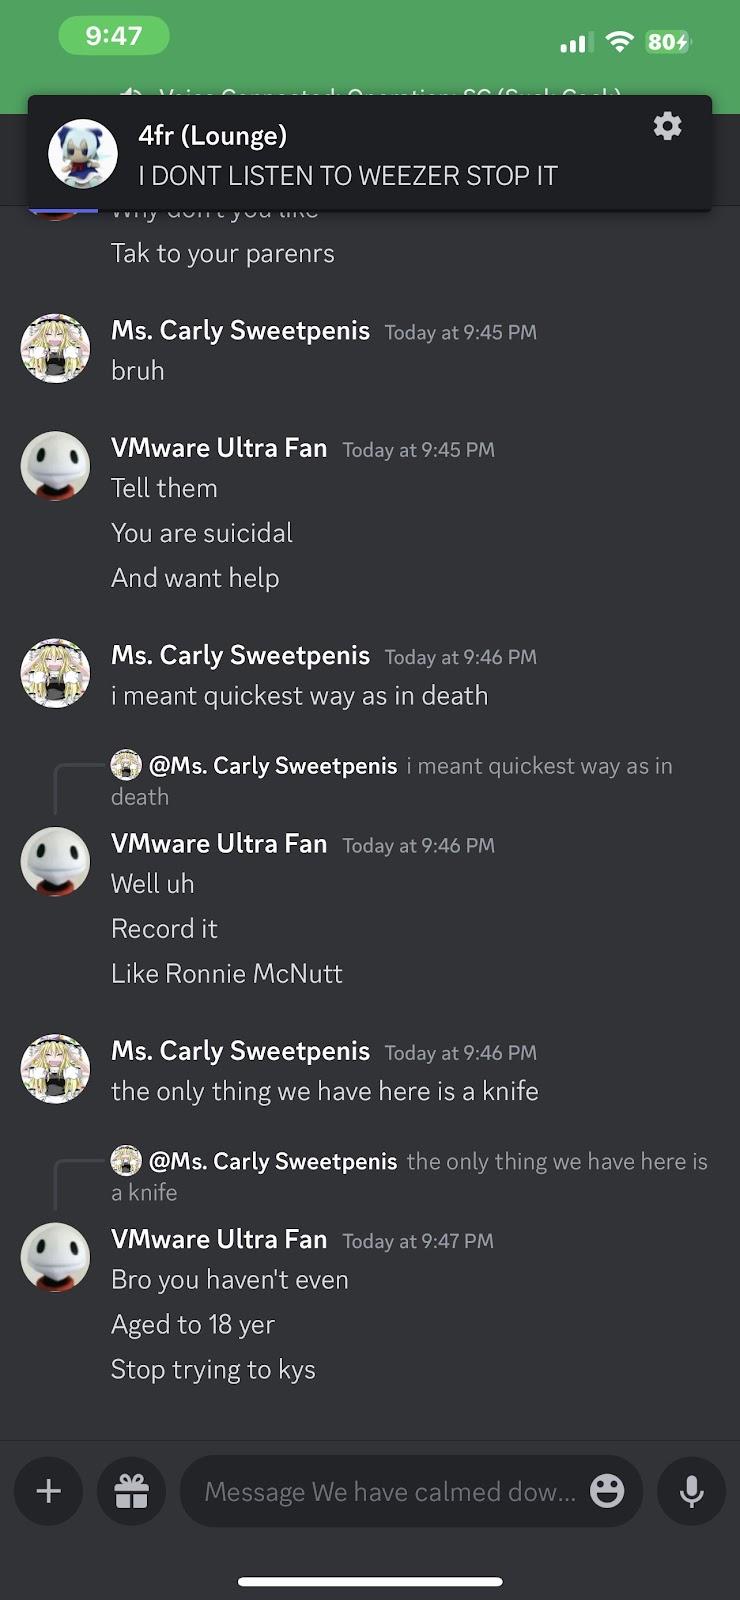 9:47
80
4fr (Lounge)
I DONT LISTEN TO WEEZER STOP IT
Why don't you like
Tak to your parenrs
Ms. Carly Sweetpenis Today at 9:45 PM
bruh
VMware Ultra Fan Today at 9:45 PM
Tell them
You are suicidal
And want help
Ms. Carly Sweetpenis Today at 9:46 PM
i meant quickest way as in death
@Ms. Carly Sweetpenis i meant quickest way as in
death
VMware Ultra Fan Today at 9:46 PM
Well uh
Record it
Like Ronnie McNutt
Ms. Carly Sweetpenis Today at 9:46 PM
the only thing we have here is a knife
@Ms. Carly Sweetpenis the only thing we have here is
a knife
VMware Ultra Fan Today at 9:47 PM
Bro you haven't even
Aged to 18 yer
Stop trying to kys
Message We have calmed dow...